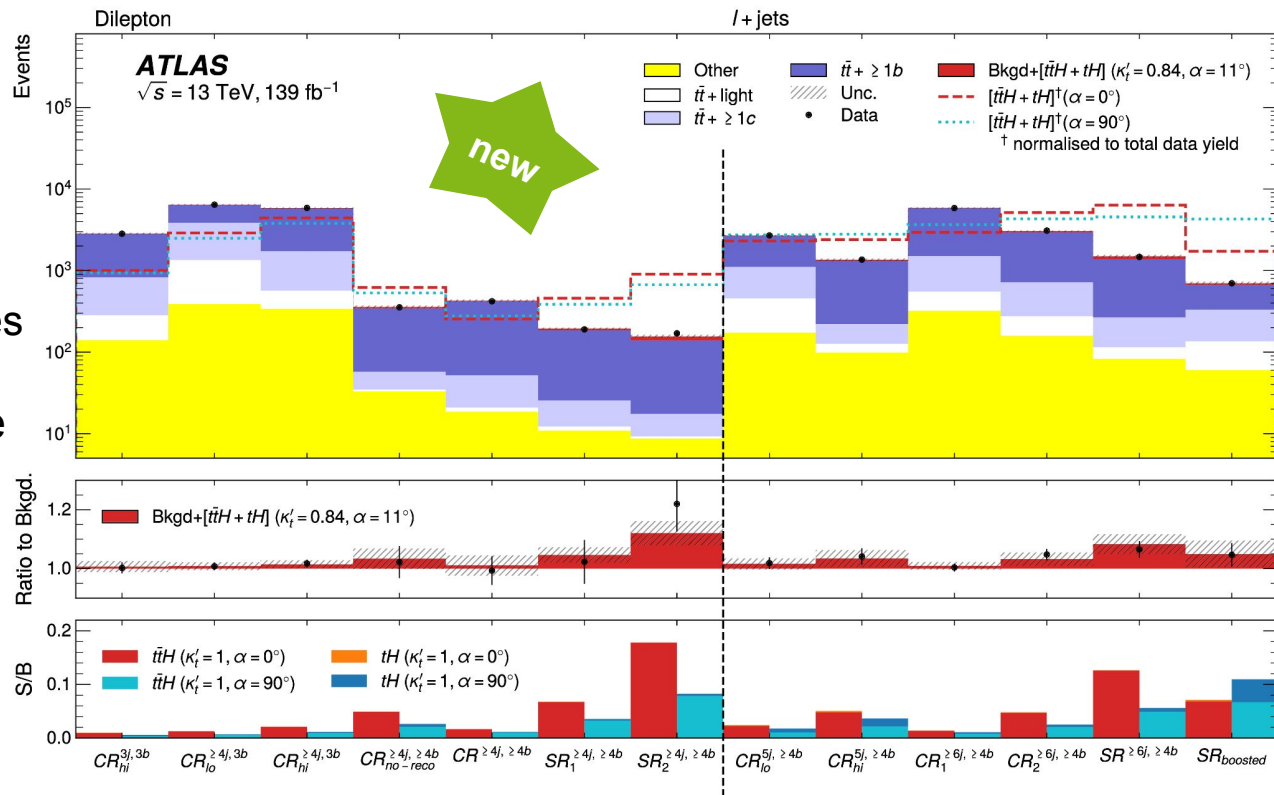 Dilepton
l + jets
Events
ATLAS
√s = 13 TeV, 139 fb⁻¹
new
Other
tt̄ + light
tt̄ + ≥ 1c
tt̄ + ≥ 1b
Unc.
Data
Bkgd+[tt̄H + tH] (κ′ₜ = 0.84, α = 11°)
[tt̄H + tH]†(α = 0°)
[tt̄H + tH]†(α = 90°)
† normalised to total data yield
10⁵
10⁴
10³
10²
10¹
es
e
Ratio to Bkgd.
1.2
1.0
Bkgd+[tt̄H + tH] (κ′ₜ = 0.84, α = 11°)
S/B
0.2
0.1
0.0
tt̄H (κ′ₜ = 1, α = 0°)
tt̄H (κ′ₜ = 1, α = 90°)
tH (κ′ₜ = 1, α = 0°)
tH (κ′ₜ = 1, α = 90°)
CR_hi^3j, 3b
CR_lo^≥4j, 3b
CR_hi^≥4j, 3b
CR_no−reco^≥4j, ≥4b
CR^≥4j, ≥4b
SR_1^≥4j, ≥4b
SR_2^≥4j, ≥4b
CR_lo^5j, ≥4b
CR_hi^5j, ≥4b
CR_1^≥6j, ≥4b
CR_2^≥6j, ≥4b
SR^≥6j, ≥4b
SR_boosted